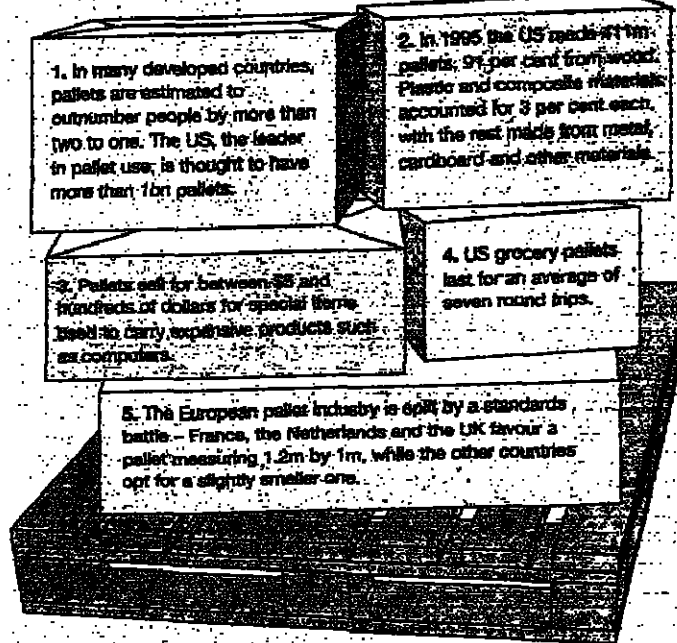 1. In many developed countries,
pallets are estimated to
outnumber people by more than
two to one. The US, the leader
in pallet use, is thought to have
more than 1bn pallets.
2. In 1995 the US made 411m
pallets, 91 per cent from wood.
Plastic and composite materials
accounted for 3 per cent each,
with the rest made from metal,
cardboard and other materials.
3. Pallets sell for between $5 and
hundreds of dollars for special items
used to carry expensive products such
as computers.
4. US grocery pallets
last for an average of
seven round trips.
5. The European pallet industry is split by a standards
battle – France, the Netherlands and the UK favour a
pallet measuring 1.2m by 1m, while the other countries
opt for a slightly smaller one.